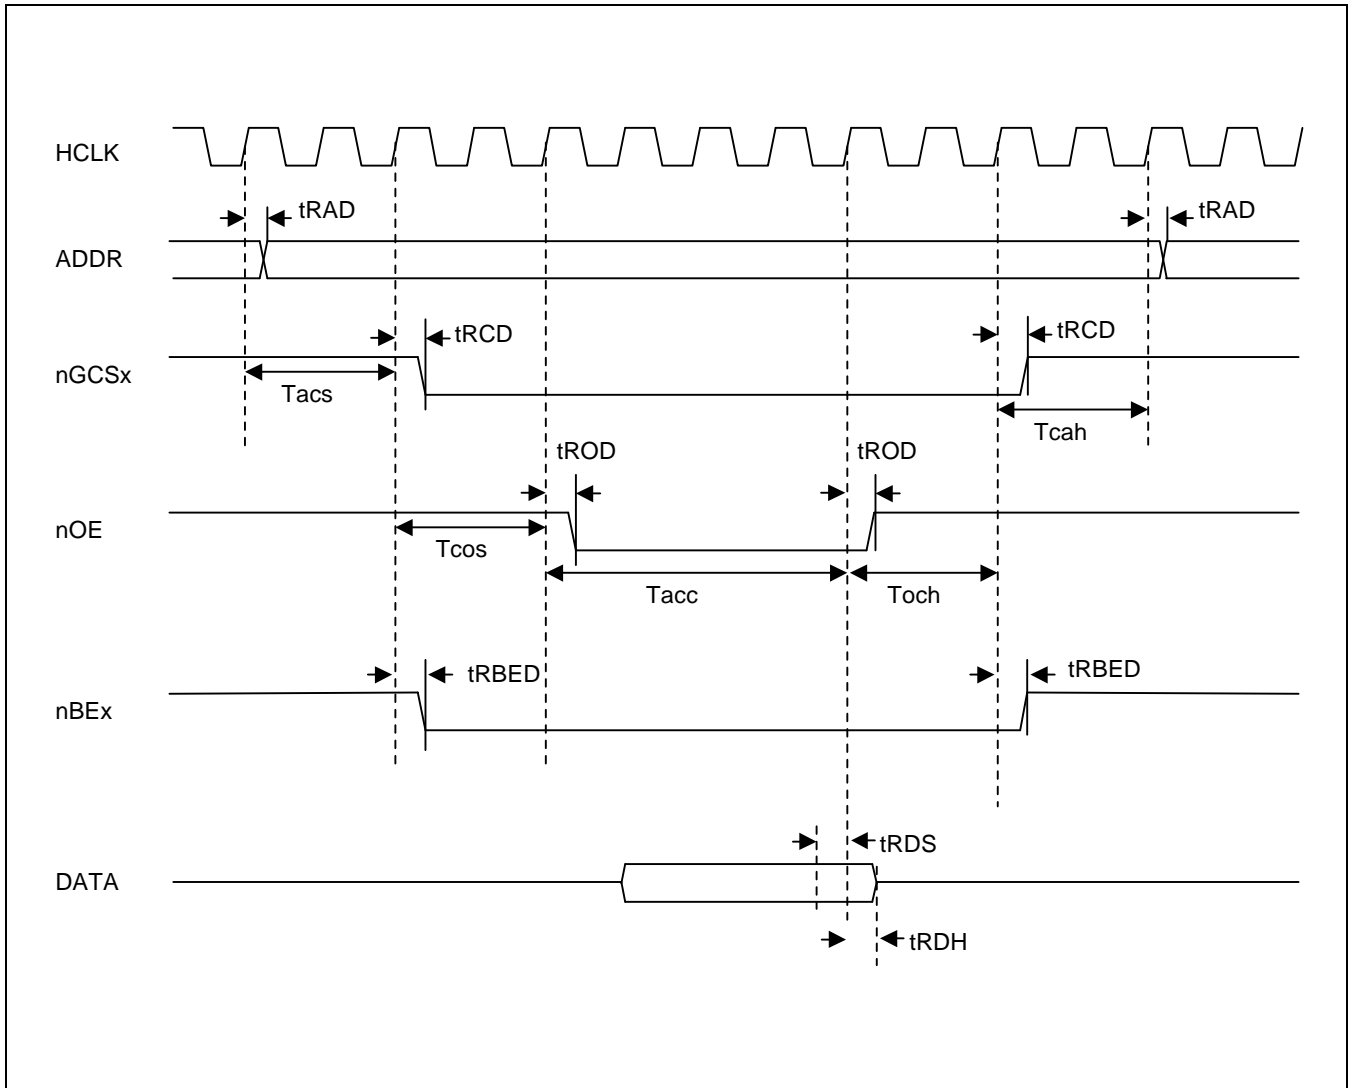 HCLK
tRAD
tRAD
ADDR
tRCD
tRCD
nGCSx
Tacs
Tcah
tROD
tROD
nOE
Tcos
Tacc
Toch
tRBED
tRBED
nBEx
tRDS
DATA
tRDH